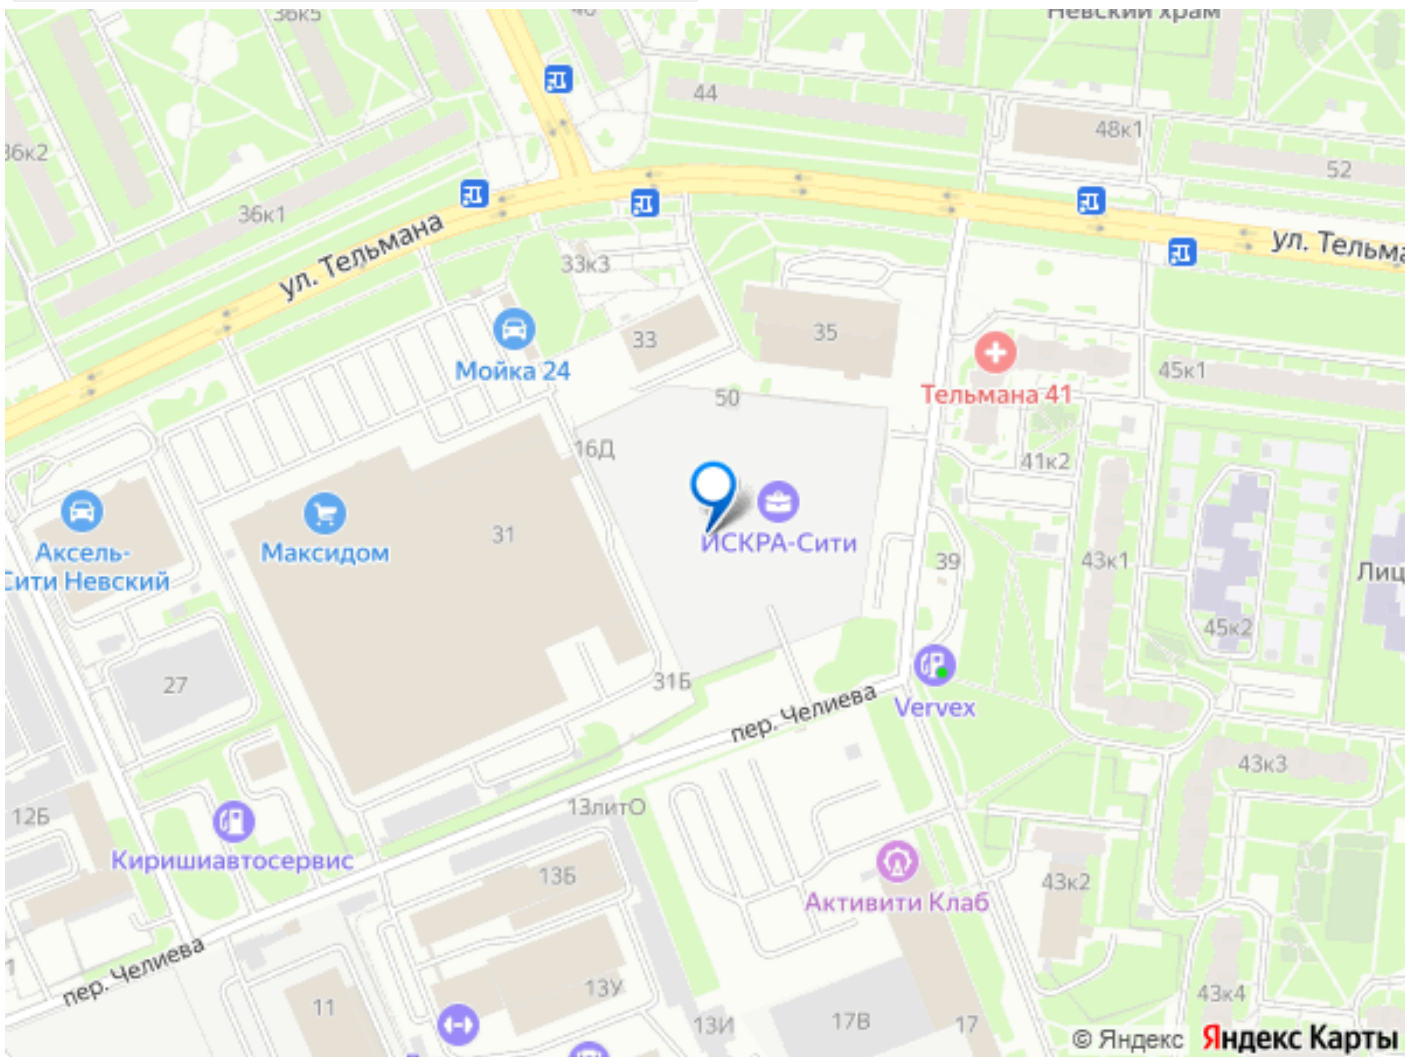 36к5
Невский храм
44
48к1
36к2
52
36к1
ул. Тельмана
ул. Тельма
33к3
33
35
Мойка 24
45к1
Тельмана 41
50
16Д
41к2
31
Аксель-
Сити Невский
Максидом
ИСКРА-Сити
39
43к1
Лиц
45к2
27
31Б
Vervex
пер. Челиева
43к3
12Б
13литО
Киришиавтосервис
13Б
43к2
Активити Клаб
пер. Челиева
11
13У
43к4
13И
17В
17
© Яндекс Яндекс Карты